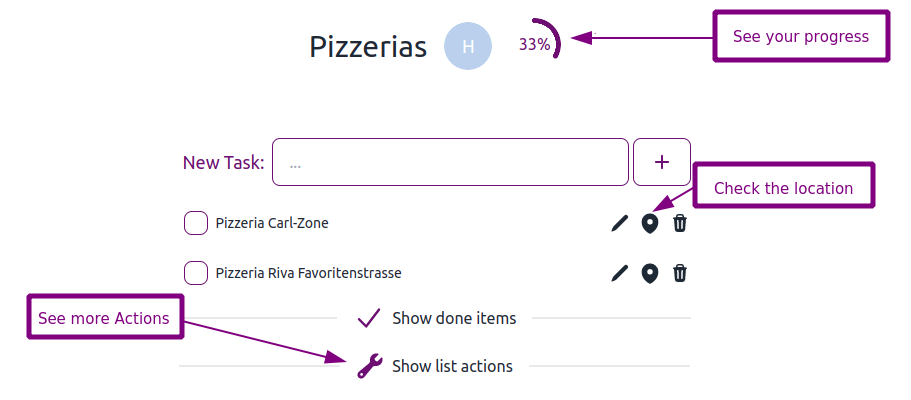 Pizzerias
H
33%
See your progress
New Task:
...
+
Check the location
Pizzeria Carl-Zone
Pizzeria Riva Favoritenstrasse
See more Actions
Show done items
Show list actions